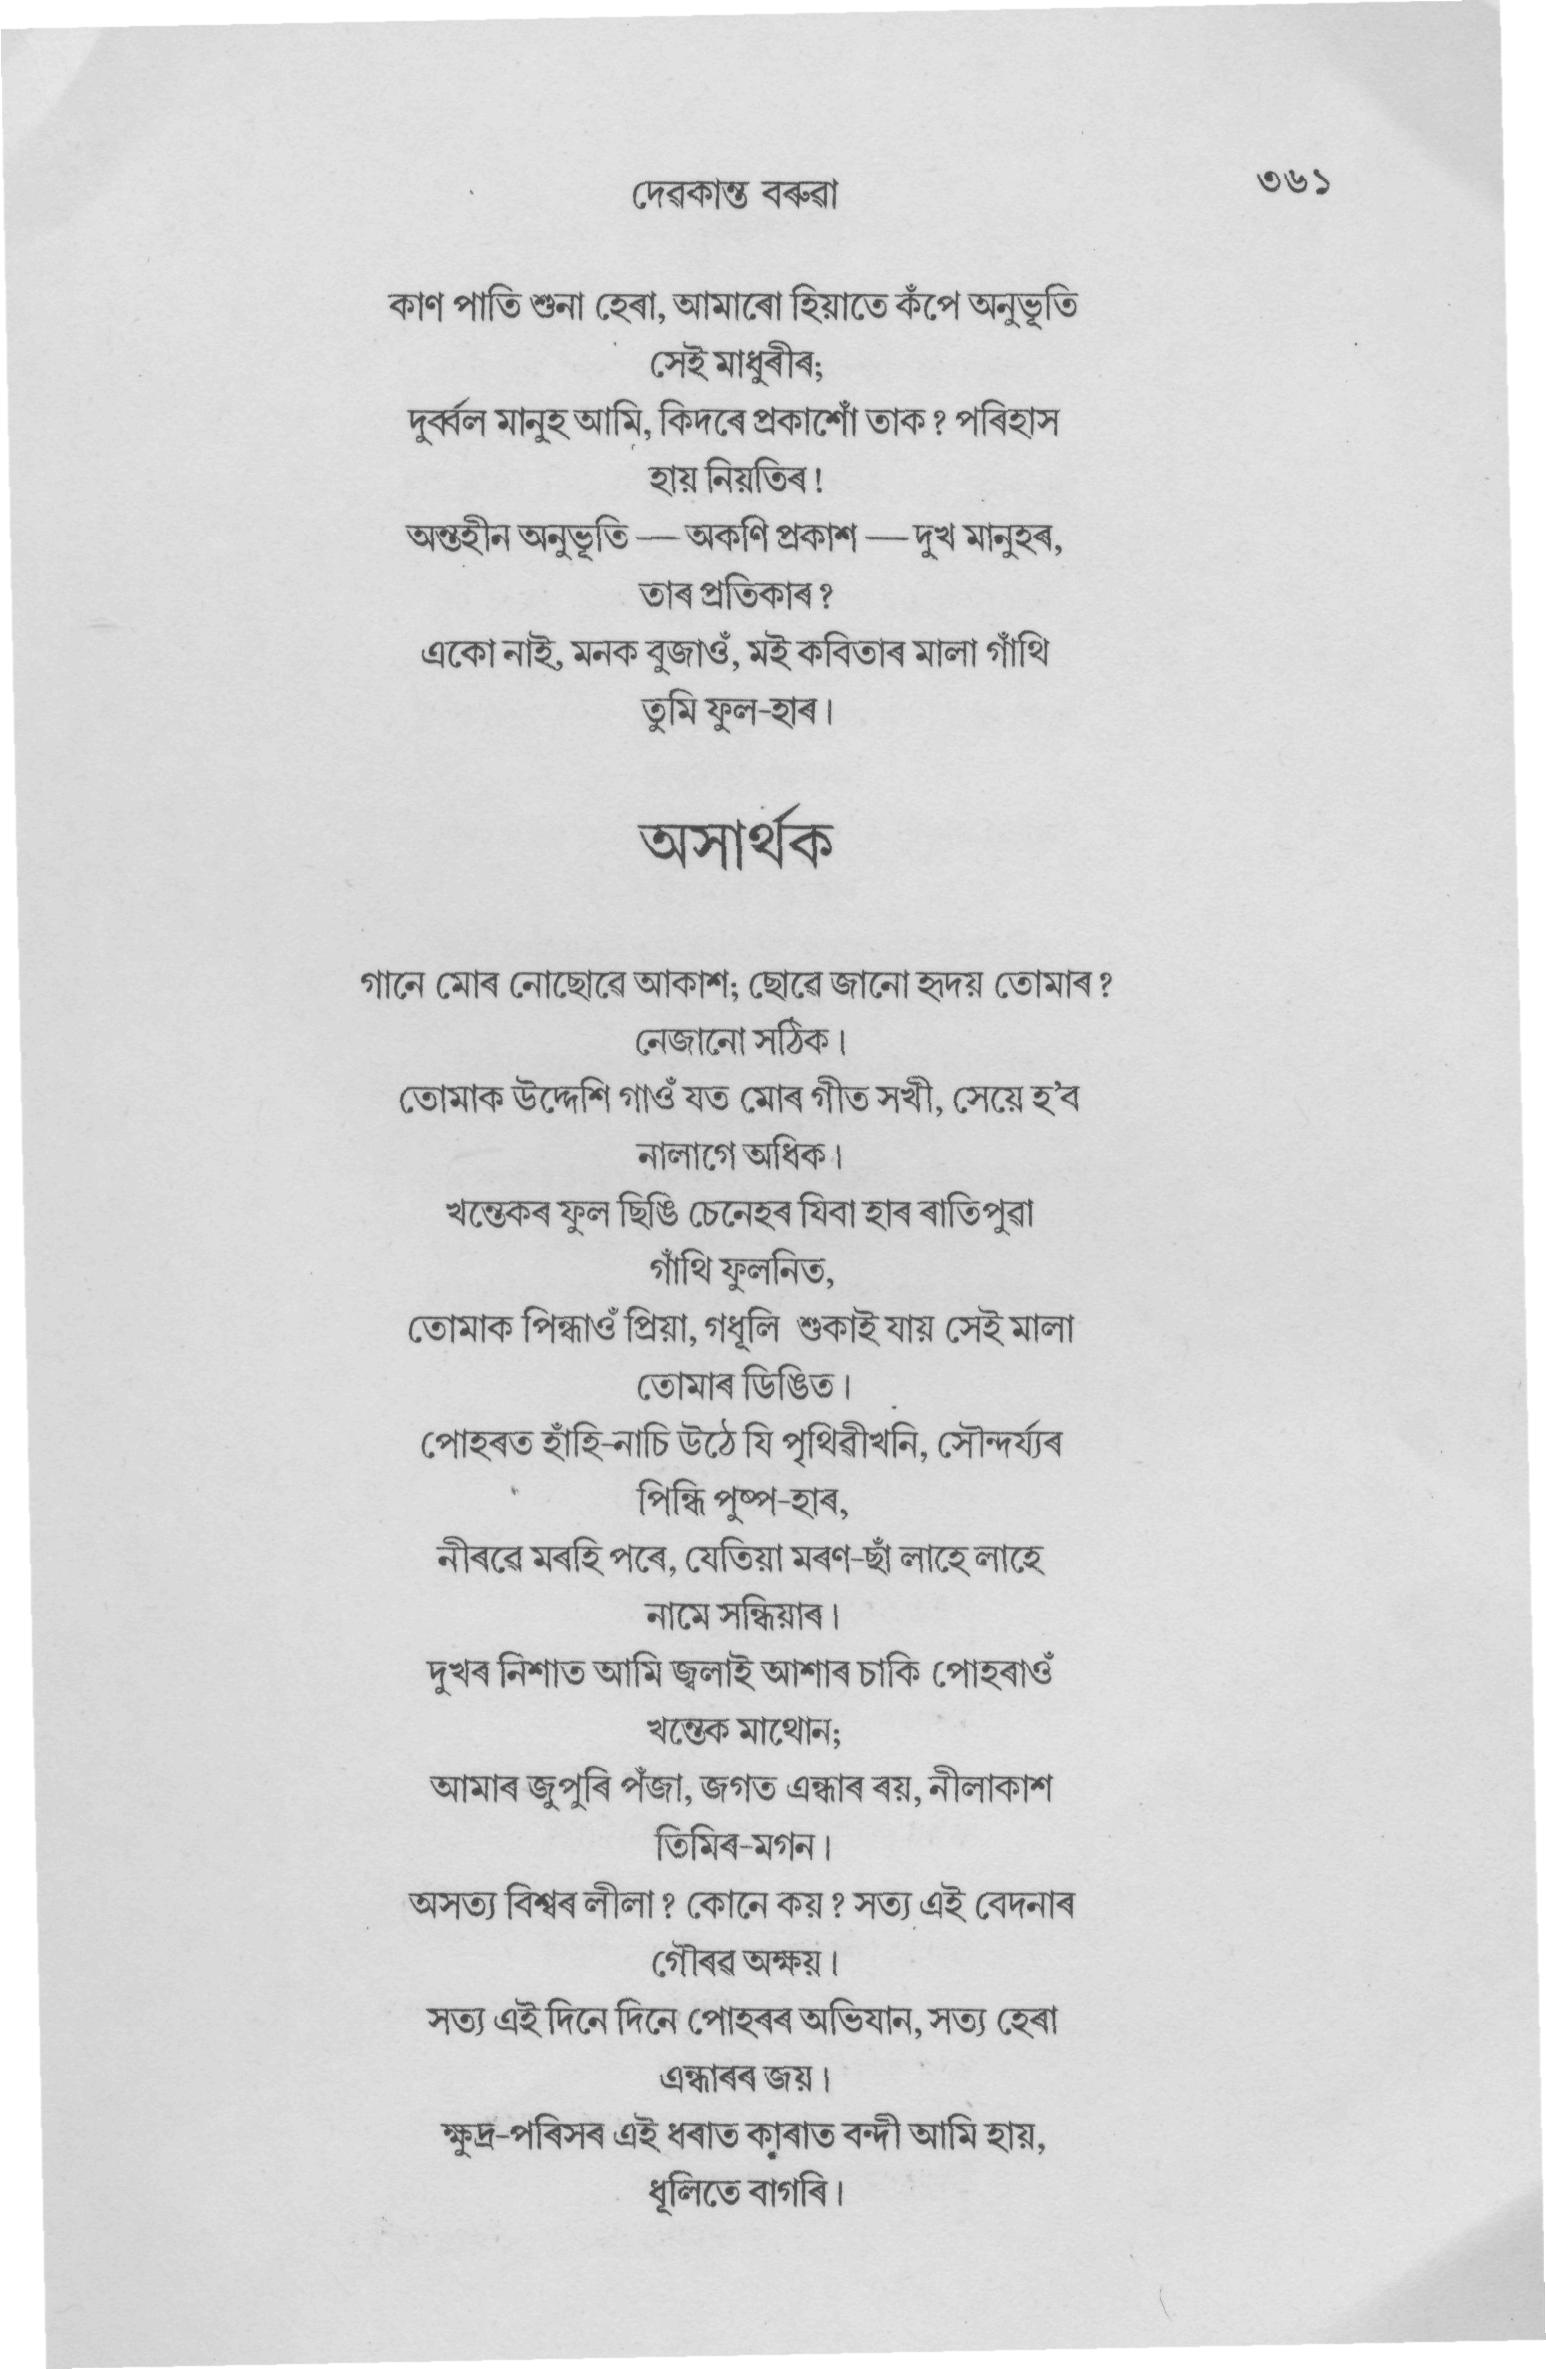 দেৱকান্ত বৰুৱা ৩৬১
কাণ পাতি শুনা হেৰা, আমাৰো হিয়াতে কঁপে অনুভূতি
সেই মাধুৰীৰ;
দুৰ্ব্বল মানুহ আমি, কিদৰে প্ৰকাশোঁ তাক? পৰিহাস
হায় নিয়তিৰ!
অন্তহীন অনুভূতি — অকণি প্ৰকাশ — দুখ মানুহৰ,
তাৰ প্ৰতিকাৰ?
একো নাই, মনক বুজাওঁ, মই কবিতাৰ মালা গাঁথি
তুমি ফুল-হাৰ।
অসাৰ্থক
গানে মোৰ নোছোৱে আকাশ; ছোৱে জানো হৃদয় তোমাৰ?
নেজানো সঠিক।
তোমাক উদ্দেশি গাওঁ যত মোৰ গীত সখী, সেয়ে হ’ব
নালাগে অধিক।
খন্তেকৰ ফুল ছিঙি চেনেহৰ যিবা হাৰ ৰাতিপুৱা
গাঁথি ফুলনিত,
তোমাক পিন্ধাওঁ প্ৰিয়া, গধূলি শুকাই যায় সেই মালা
তোমাৰ ডিঙিত।
পোহৰত হাঁহি-নাচি উঠে যি পৃথিৱীখনি, সৌন্দৰ্য্যৰ
পিন্ধি পুষ্প-হাৰ,
নীৰৱে মৰহি পৰে, যেতিয়া মৰণ-ছাঁ লাহে লাহে
নামে সন্ধিয়াৰ।
দুখৰ নিশাত আমি জ্বলাই আশাৰ চাকি পোহৰাওঁ
খন্তেক মাথোন;
আমাৰ জুপুৰি পঁজা, জগত এন্ধাৰ ৰয়, নীলাকাশ
তিমিৰ-মগন।
অসত্য বিশ্বৰ লীলা? কোনে কয়? সত্য এই বেদনাৰ
গৌৰৱ অক্ষয়।
সত্য এই দিনে দিনে পোহৰৰ অভিযান, সত্য হেৰা
এন্ধাৰৰ জয়।
ক্ষুদ্ৰ-পৰিসৰ এই ধৰাত কাৰাত বন্দী আমি হায়,
ধূলিতে বাগৰি।